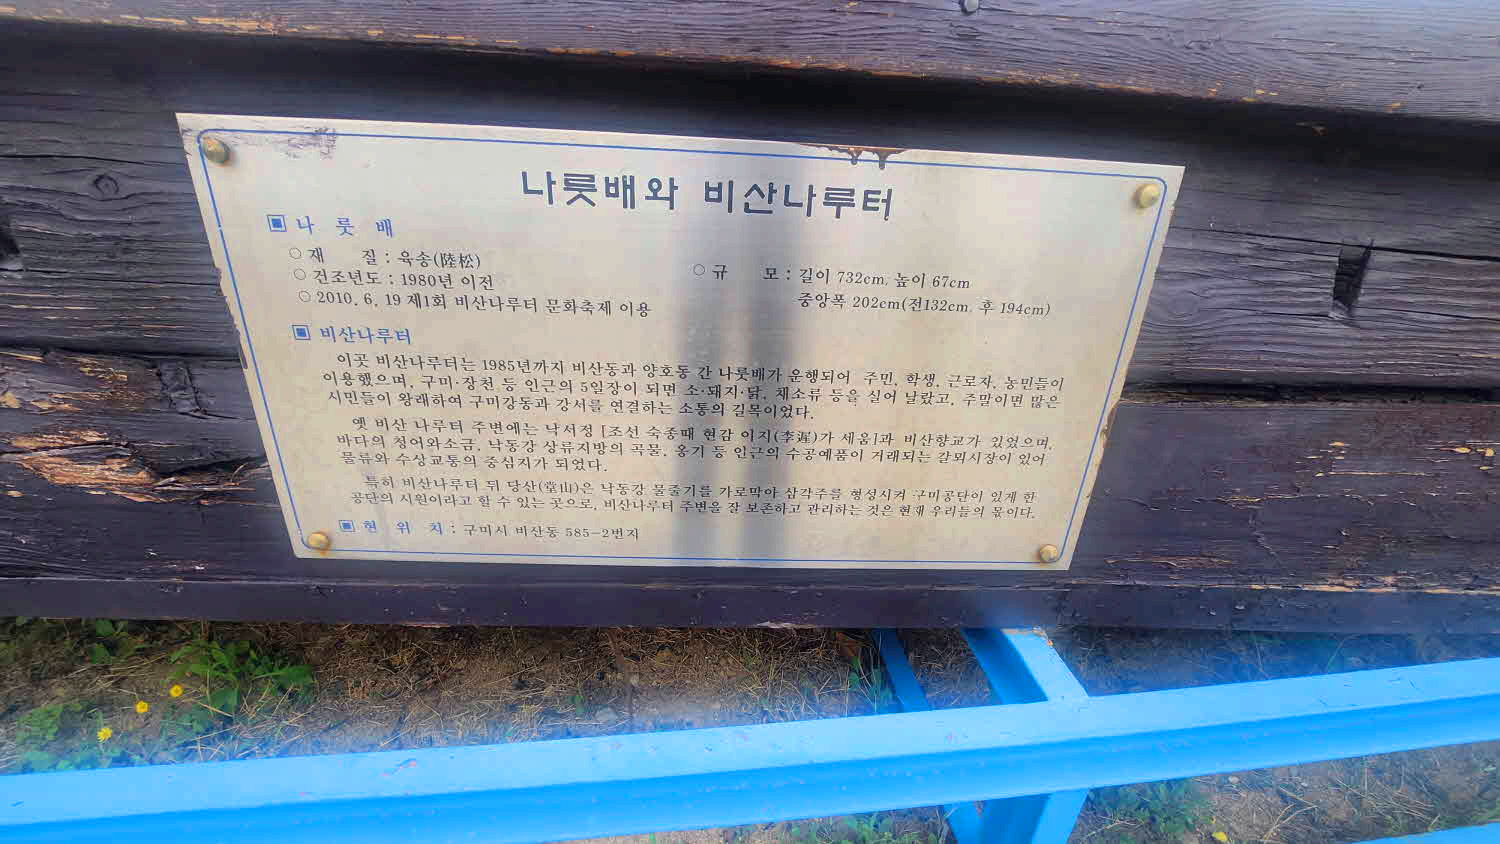 나룻배와 비산나루터
▣ 나 룻 배
○ 재 질 : 육송(陸松)
○ 규 모 : 길이 732cm, 높이 67cm
○ 건조년도 : 1980년 이전
중앙폭 202cm(전132cm, 후 194cm)
○ 2010. 6. 19 제1회 비산나루터 문화축제 이용
▣ 비산나루터
이곳 비산나루터는 1985년까지 비산동과 양호동 간 나룻배가 운행되어 주민, 학생, 근로자, 농민들이
이용했으며, 구미·장천 등 인근의 5일장이 되면 소·돼지·닭, 채소류 등을 실어 날랐고, 주말이면 많은
시민들이 왕래하여 구미강동과 강서를 연결하는 소통의 길목이었다.
옛 비산 나루터 주변에는 낙서정 [조선 숙종때 현감 이지(李遲)가 세움]과 비산향교가 있었으며,
바다의 청어와소금, 낙동강 상류지방의 곡물, 옹기 등 인근의 수공예품이 거래되는 갈뫼시장이 있어
물류와 수상교통의 중심지가 되었다.
특히 비산나루터 뒤 당산(堂山)은 낙동강 물줄기를 가로막아 삼각주를 형성시켜 구미공단이 있게 한
공단의 시원이라고 할 수 있는 곳으로, 비산나루터 주변을 잘 보존하고 관리하는 것은 현재 우리들의 몫이다.
▣ 현 위 치 : 구미시 비산동 585-2번지